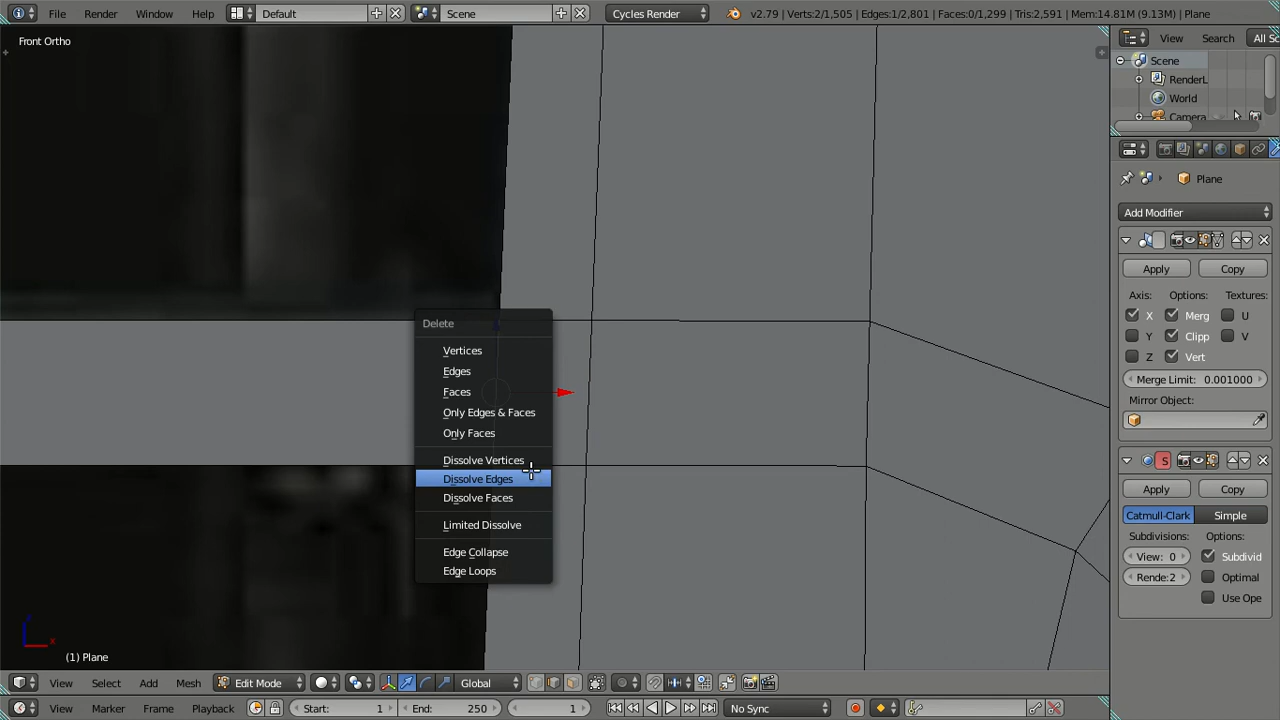 File Render Window Help Default Scene Cycles Render v2.79 | Verts:2/1,505 | Edges:1/2,801 | Faces:0/1,299 | Tris:2,591 | Mem:14.81M (9.13M) | Plane
Front Ortho
View Search All Sc
Scene
RenderL
World
Camera
Plane
Add Modifier
Apply Copy
Axis: Options: Textures:
X Merg U
Y Clipp V
Z Vert
Merge Limit: 0.001000
Mirror Object:
S
Apply Copy
Catmull-Clark Simple
Subdivisions: Options:
View: 0 Subdivid
Rende:2 Optimal
Use Ope
Delete
Vertices
Edges
Faces
Only Edges & Faces
Only Faces
Dissolve Vertices
Dissolve Edges
Dissolve Faces
Limited Dissolve
Edge Collapse
Edge Loops
z
x
(1) Plane
View Select Add Mesh Edit Mode Global
View Marker Frame Playback Start: 1 End: 250 1 No Sync